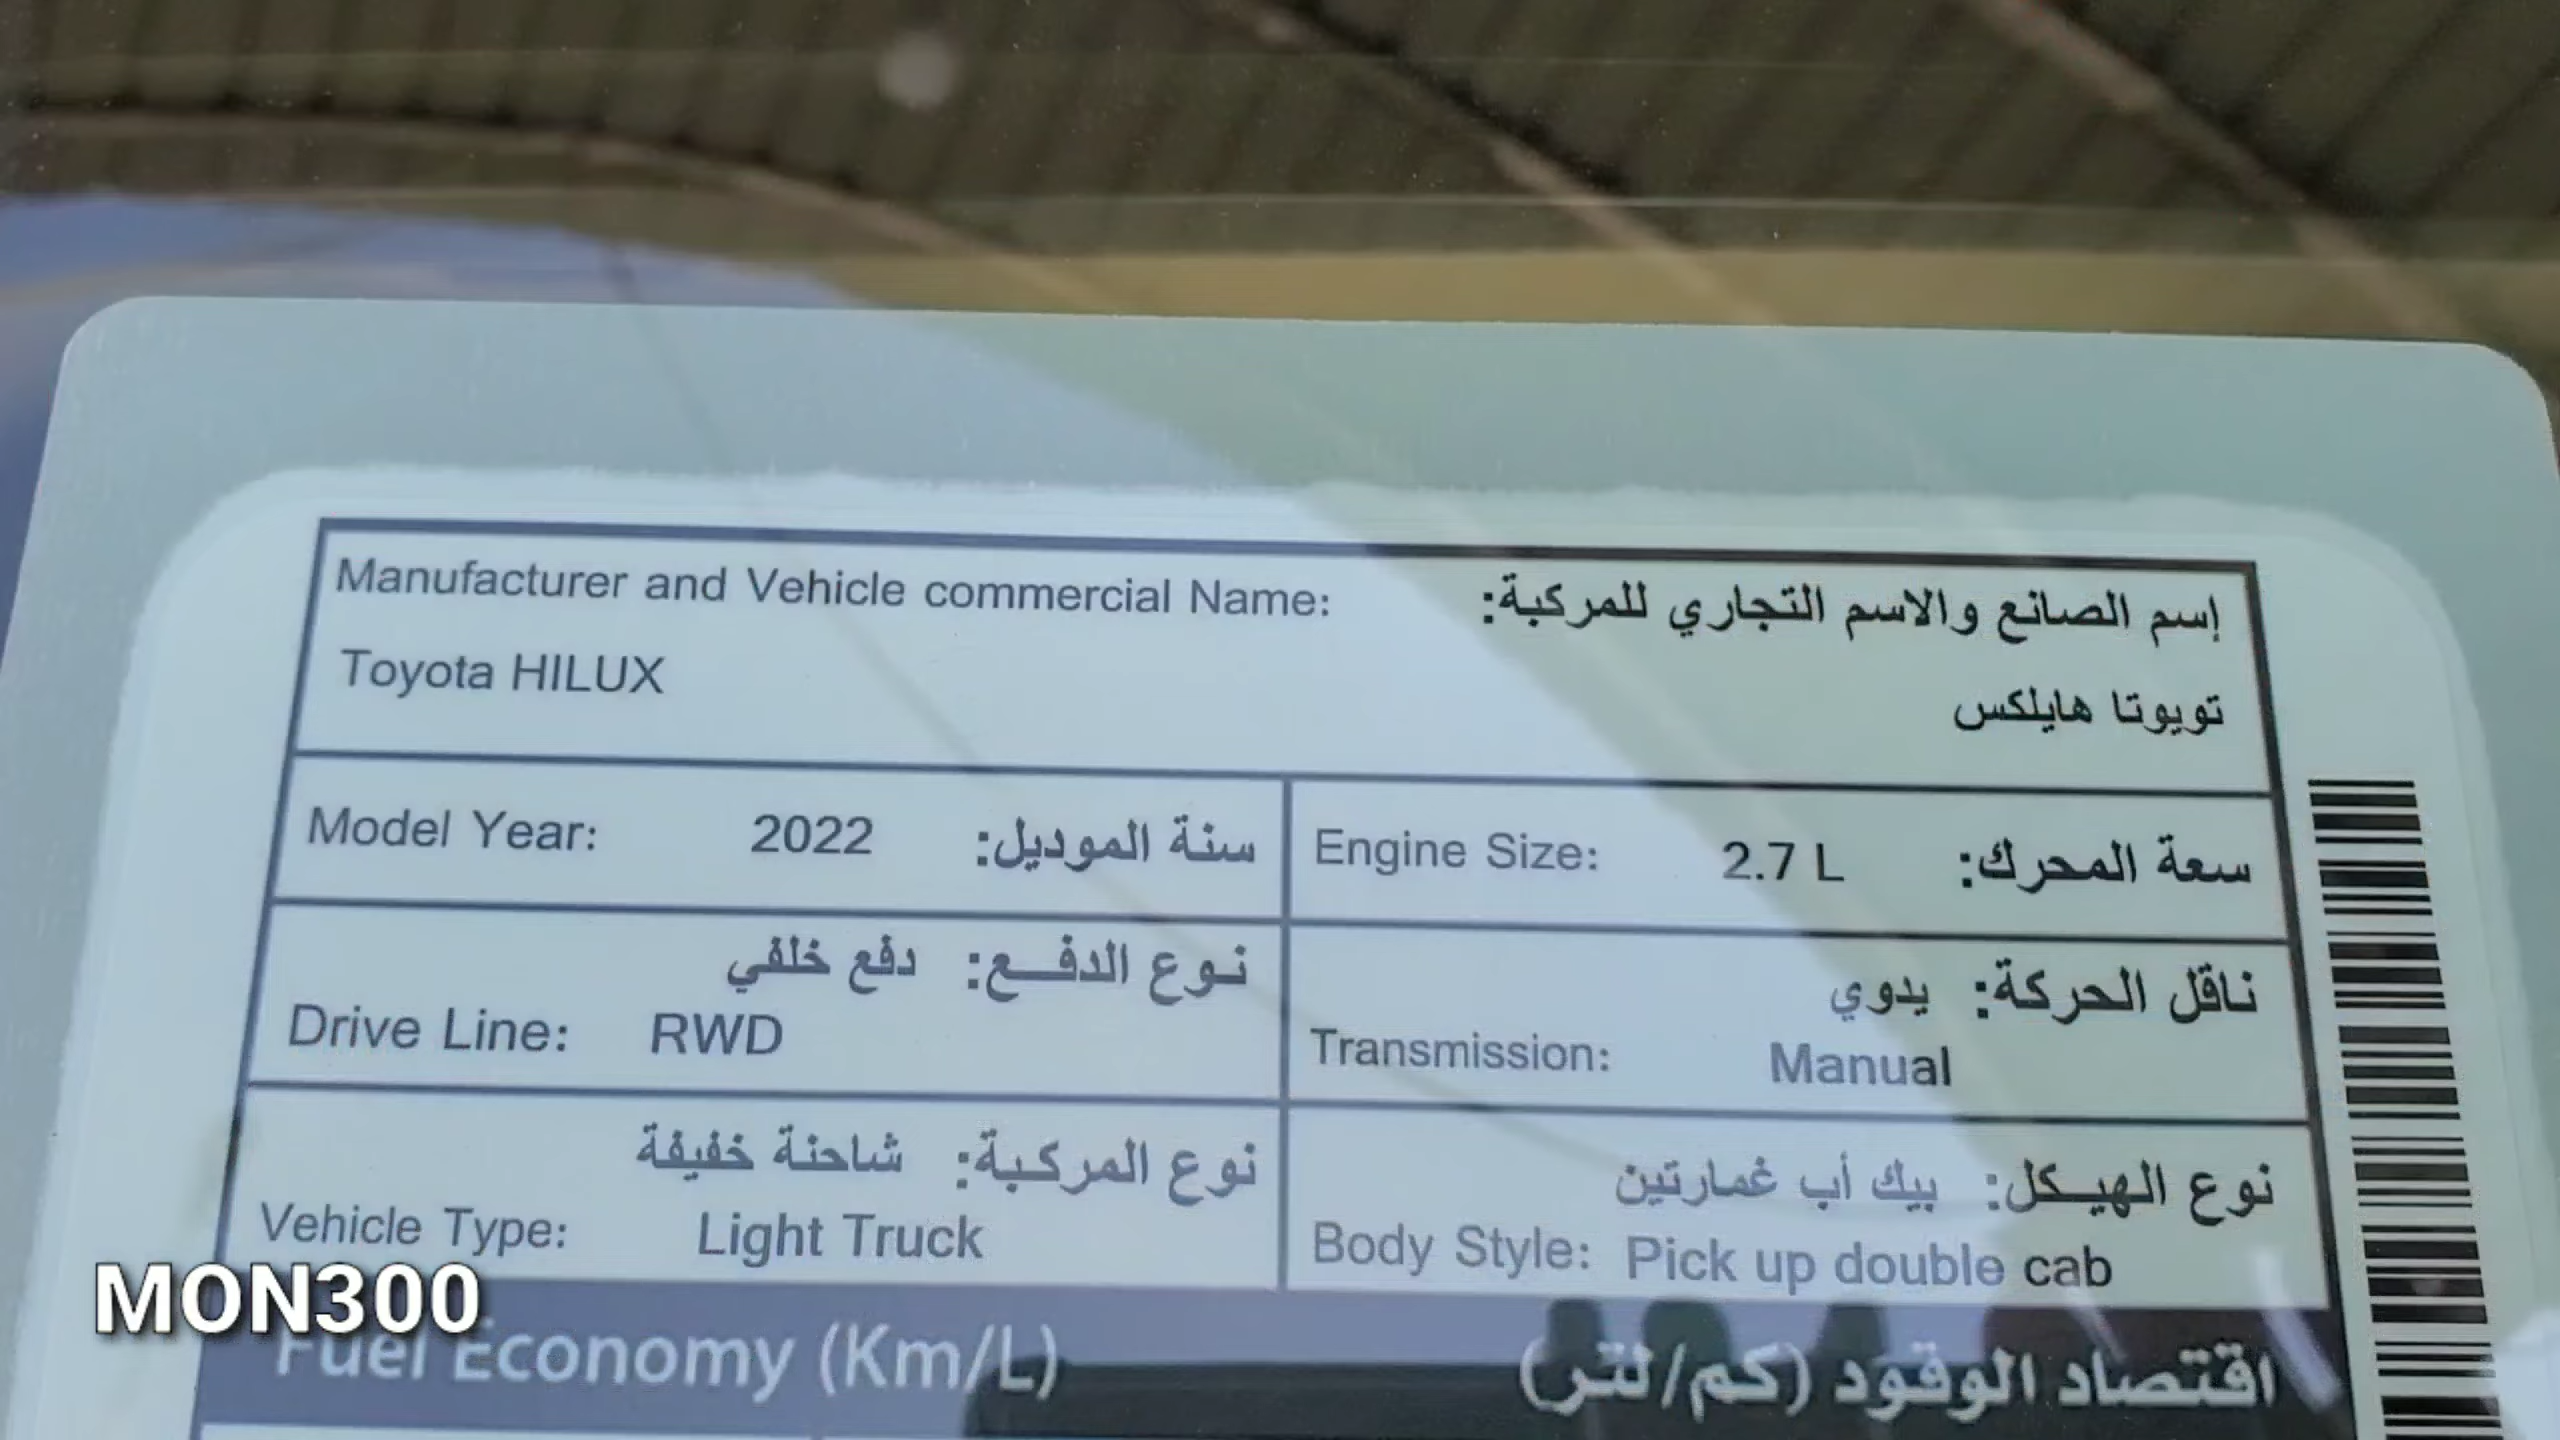 Manufacturer and Vehicle commercial Name: إسم الصانع والاسم التجاري للمركبة:
Toyota HILUX تويوتا هايلكس
Model Year: 2022 سنة الموديل:
Engine Size: 2.7 L سعة المحرك:
نوع الدفع: دفع خلفي
Drive Line: RWD
ناقل الحركة: يدوي
Transmission: Manual
نوع المركبة: شاحنة خفيفة
Vehicle Type: Light Truck
نوع الهيكل: بيك أب غمارتين
Body Style: Pick up double cab
MON300
Fuel Economy (Km/L) اقتصاد الوقود (كم/لتر)